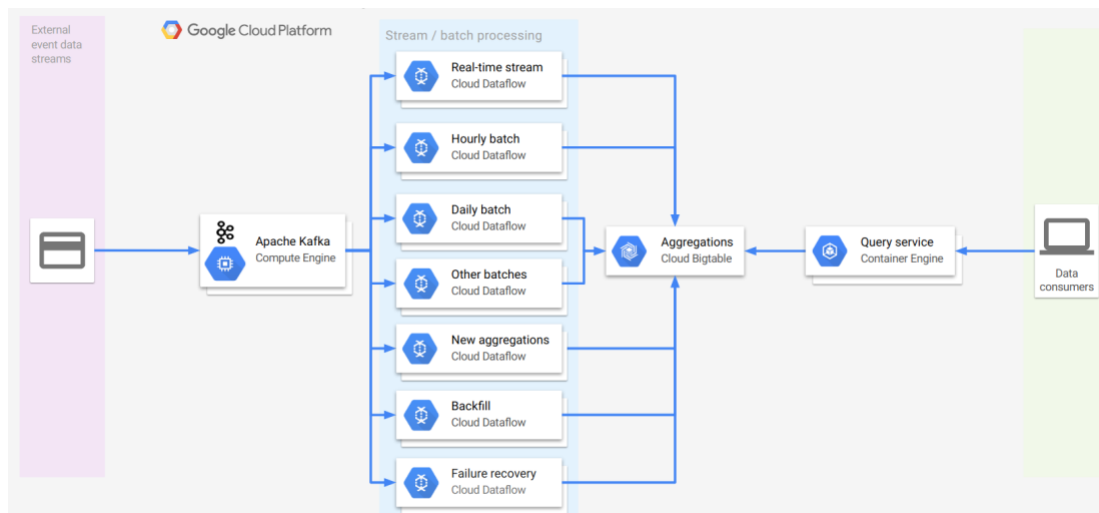 External
event data
streams
Google Cloud Platform
Stream / batch processing
Real-time stream
Cloud Dataflow
Hourly batch
Cloud Dataflow
Daily batch
Cloud Dataflow
Apache Kafka
Compute Engine
Other batches
Cloud Dataflow
New aggregations
Cloud Dataflow
Backfill
Cloud Dataflow
Failure recovery
Cloud Dataflow
Aggregations
Cloud Bigtable
Query service
Container Engine
Data
consumers